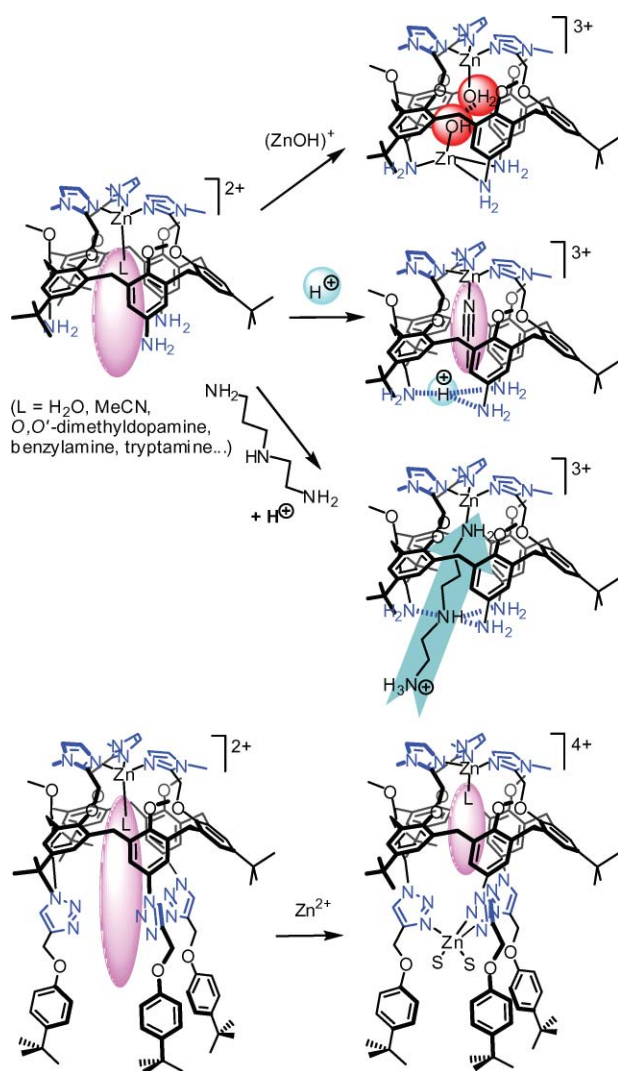 N N N N N N
Zn
O
O O
L
NH2 NH2
NH2
2+
(L = H2O, MeCN,
O,O'-dimethyldopamine,
benzylamine, tryptamine...)
(ZnOH)+
N N N N N N
Zn
OH2
OH
O O O
Zn
H2N NH2
N
H2
3+
H⊕
N N N N N N
Zn
N
O O O
H2N H⊕ NH2
NH2
3+
NH2
N
H
NH2
+ H⊕
N N N N N N
Zn
NH2
O O O
H2N NH NH2
NH2
H3N⊕
3+
N N N N N N
Zn
L
O O O
2+
N N N N N N
N N N
O O O
Zn2+
N N N N N N
Zn
L
O O O
4+
N N N N N N
N N N
Zn
S S
O O O